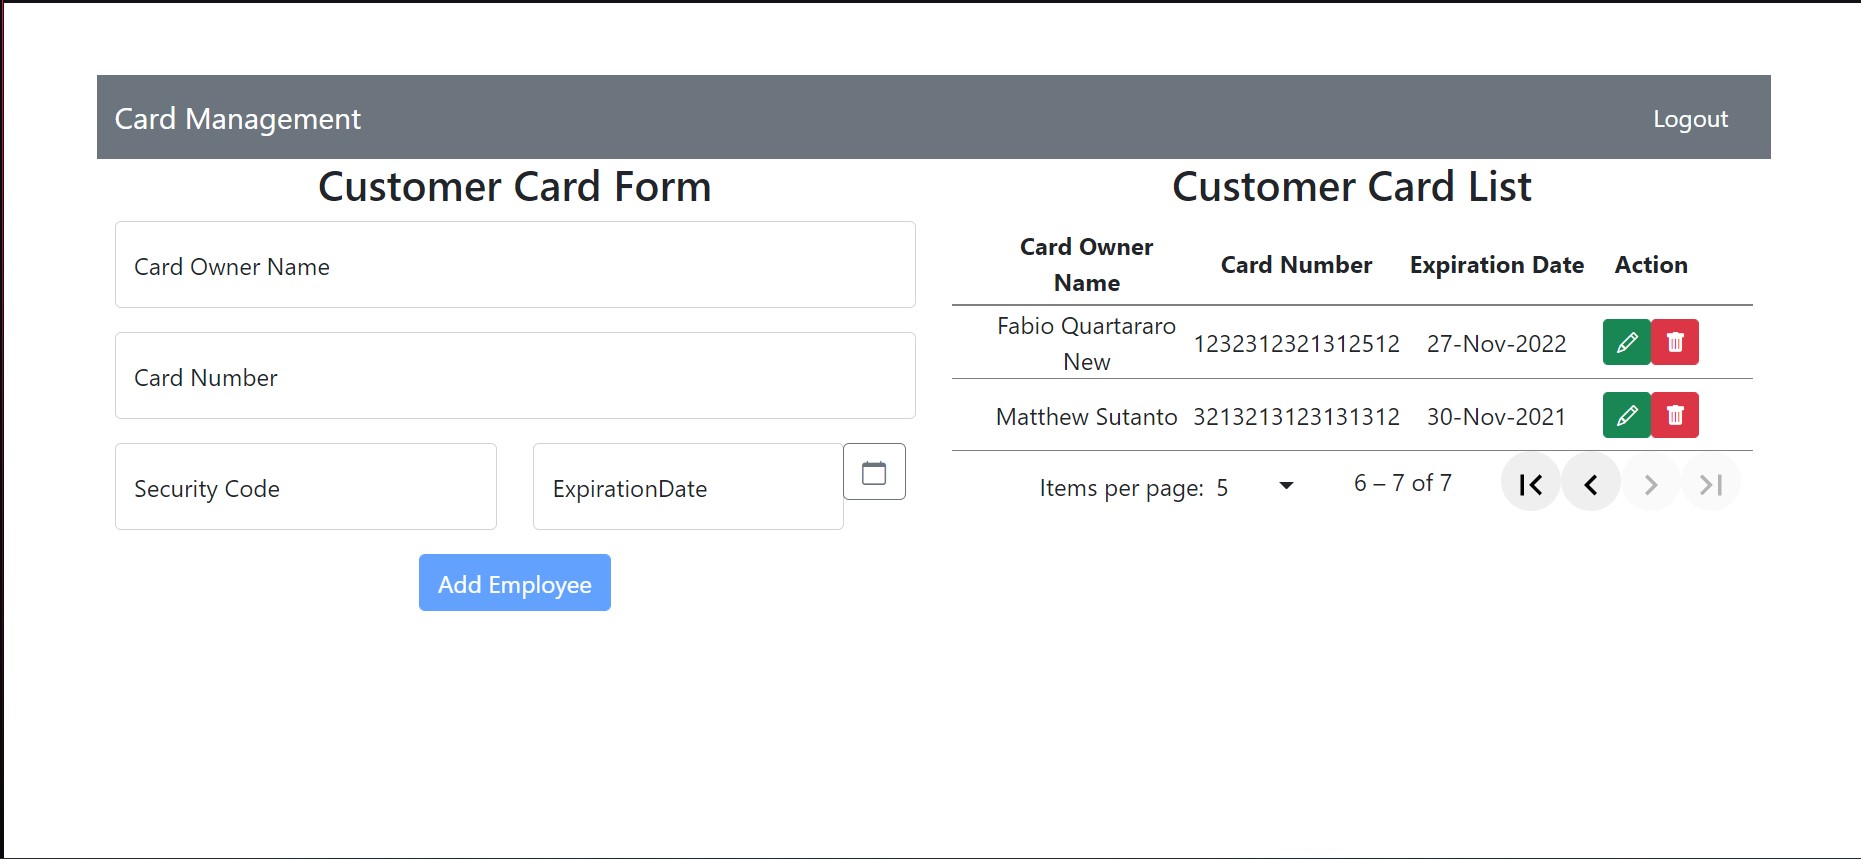 Card Management
Logout
Customer Card Form
Card Owner Name
Card Number
Security Code
ExpirationDate
Add Employee
Customer Card List
Card Owner
Name
Card Number
Expiration Date
Action
Fabio Quartararo
New
1232312321312512
27-Nov-2022
Matthew Sutanto
3213213123131312
30-Nov-2021
Items per page: 5
6 – 7 of 7